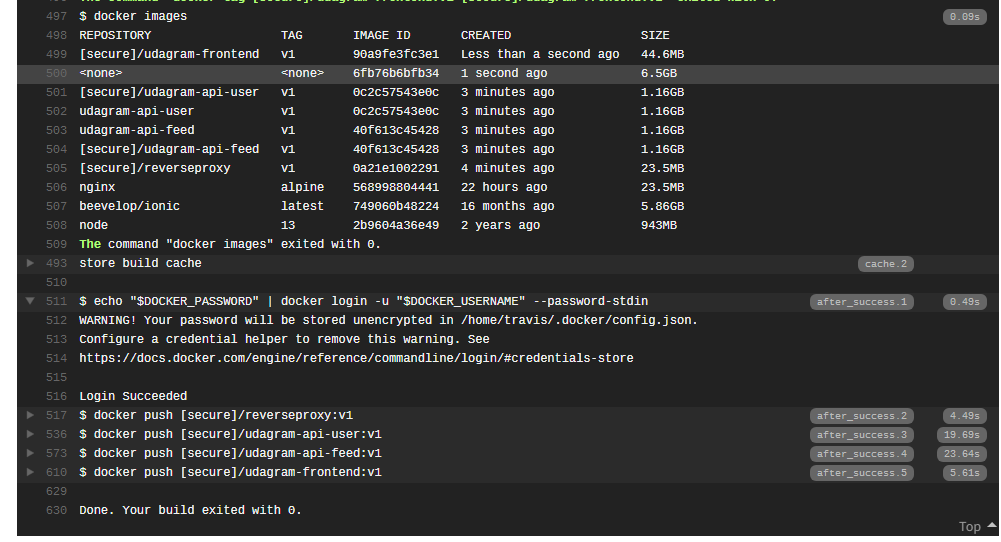 497 $ docker images 0.09s
498 REPOSITORY TAG IMAGE ID CREATED SIZE
499 [secure]/udagram-frontend v1 90a9fe3fc3e1 Less than a second ago 44.6MB
500 <none> <none> 6fb76b6bfb34 1 second ago 6.5GB
501 [secure]/udagram-api-user v1 0c2c57543e0c 3 minutes ago 1.16GB
502 udagram-api-user v1 0c2c57543e0c 3 minutes ago 1.16GB
503 udagram-api-feed v1 40f613c45428 3 minutes ago 1.16GB
504 [secure]/udagram-api-feed v1 40f613c45428 3 minutes ago 1.16GB
505 [secure]/reverseproxy v1 0a21e1002291 4 minutes ago 23.5MB
506 nginx alpine 568998804441 22 hours ago 23.5MB
507 beevelop/ionic latest 749060b48224 16 months ago 5.86GB
508 node 13 2b9604a36e49 2 years ago 943MB
509 The command "docker images" exited with 0.
493 store build cache cache.2
510
511 $ echo "$DOCKER_PASSWORD" | docker login -u "$DOCKER_USERNAME" --password-stdin after_success.1 0.49s
512 WARNING! Your password will be stored unencrypted in /home/travis/.docker/config.json.
513 Configure a credential helper to remove this warning. See
514 https://docs.docker.com/engine/reference/commandline/login/#credentials-store
515
516 Login Succeeded
517 $ docker push [secure]/reverseproxy:v1 after_success.2 4.49s
536 $ docker push [secure]/udagram-api-user:v1 after_success.3 19.69s
573 $ docker push [secure]/udagram-api-feed:v1 after_success.4 23.64s
610 $ docker push [secure]/udagram-frontend:v1 after_success.5 5.61s
629
630 Done. Your build exited with 0.
Top